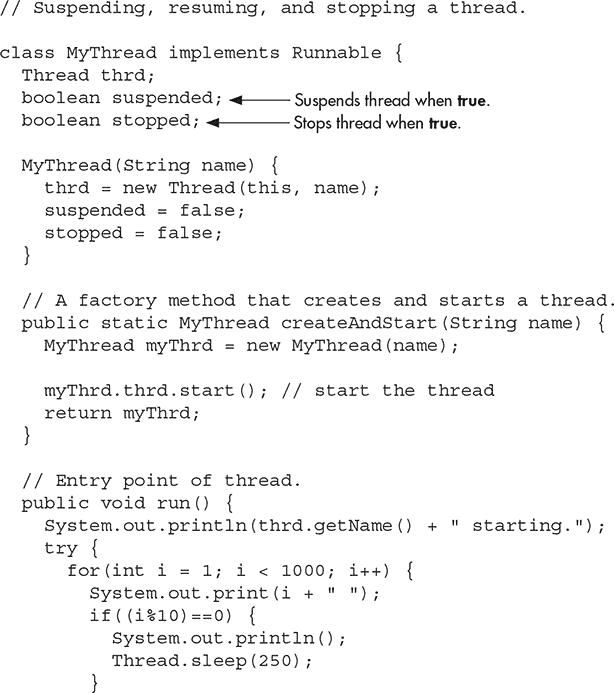 // Suspending, resuming, and stopping a thread.
class MyThread implements Runnable {
  Thread thrd;
  boolean suspended; Suspends thread when true.
  boolean stopped; Stops thread when true.
  MyThread(String name) {
    thrd = new Thread(this, name);
    suspended = false;
    stopped = false;
  }
  // A factory method that creates and starts a thread.
  public static MyThread createAndStart(String name) {
    MyThread myThrd = new MyThread(name);
    myThrd.thrd.start(); // start the thread
    return myThrd;
  }
  // Entry point of thread.
  public void run() {
    System.out.println(thrd.getName() + " starting.");
    try {
      for(int i = 1; i < 1000; i++) {
        System.out.print(i + " ");
        if((i%10)==0) {
          System.out.println();
          Thread.sleep(250);
        }